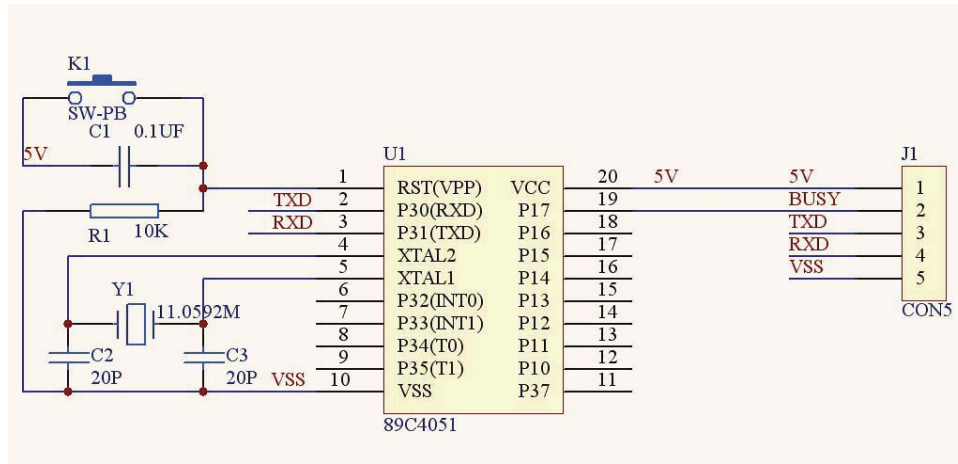 K1
SW-PB
C1 0.1UF
5V
R1 10K
Y1
11.0592M
C2
20P
C3
20P
TXD
RXD
VSS
U1
1 RST(VPP) VCC 20
2 P30(RXD) P17 19
3 P31(TXD) P16 18
4 XTAL2 P15 17
5 XTAL1 P14 16
6 P32(INT0) P13 15
7 P33(INT1) P12 14
8 P34(T0) P11 13
9 P35(T1) P10 12
10 VSS P37 11
89C4051
5V
J1
5V 1
BUSY 2
TXD 3
RXD 4
VSS 5
CON5